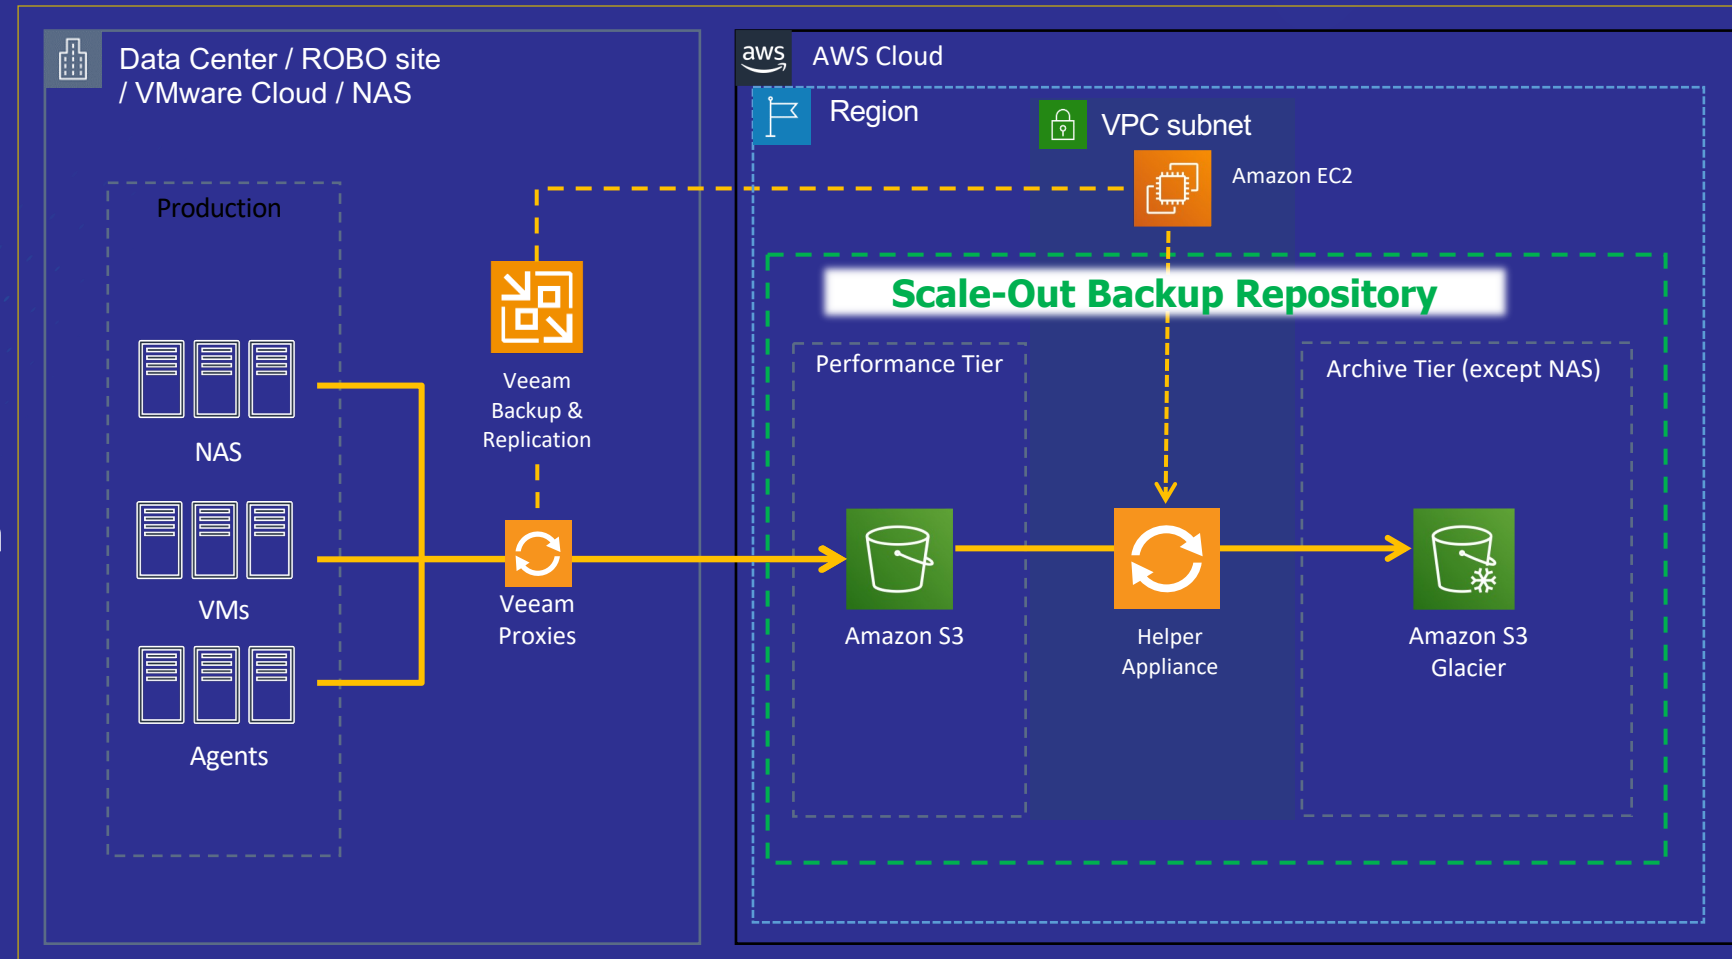 Data Center / ROBO site
/ VMware Cloud / NAS
Production
NAS
VMs
Agents
Veeam
Backup &
Replication
Veeam
Proxies
aws
AWS Cloud
Region
VPC subnet
Amazon EC2
Scale-Out Backup Repository
Performance Tier
Archive Tier (except NAS)
Amazon S3
Helper
Appliance
Amazon S3
Glacier